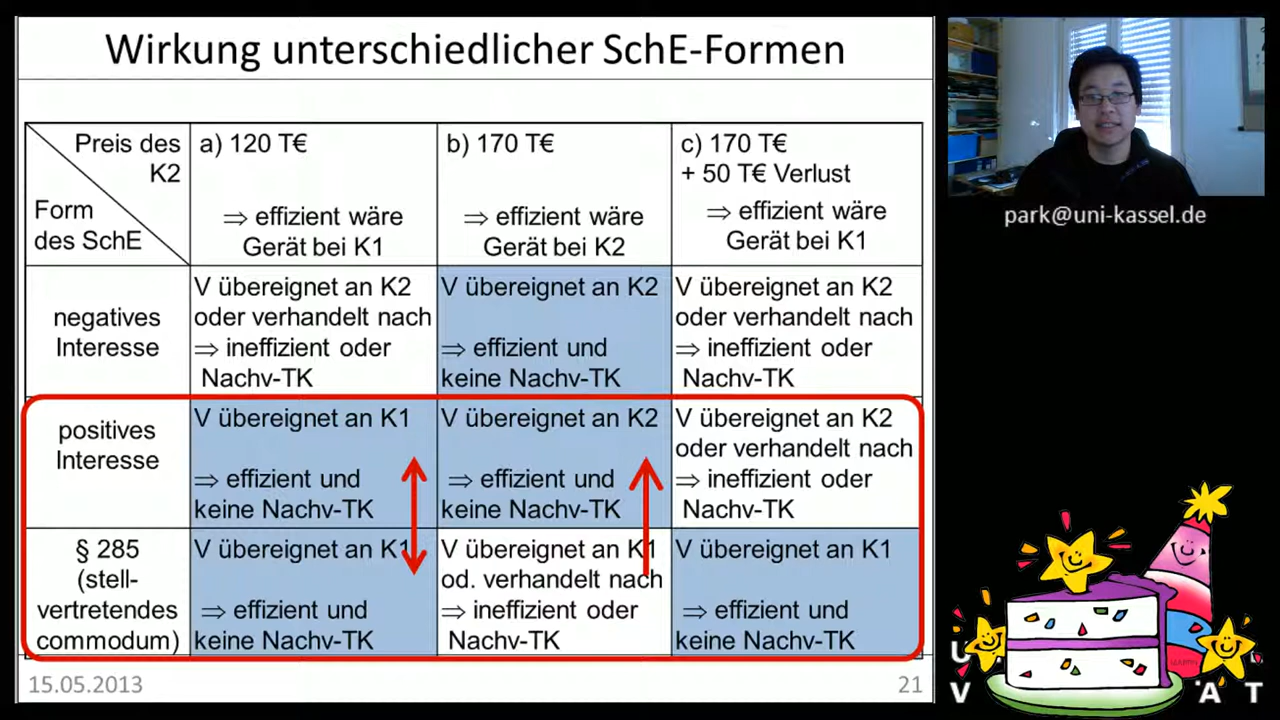 Wirkung unterschiedlicher SchE-Formen
Preis des
K2
Form
des SchE
a) 120 T€
⇒ effizient wäre
Gerät bei K1
b) 170 T€
⇒ effizient wäre
Gerät bei K2
c) 170 T€
+ 50 T€ Verlust
⇒ effizient wäre
Gerät bei K1
negatives
Interesse
V übereignet an K2
oder verhandelt nach
⇒ ineffizient oder
Nachv-TK
V übereignet an K2
⇒ effizient und
keine Nachv-TK
V übereignet an K2
oder verhandelt nach
⇒ ineffizient oder
Nachv-TK
positives
Interesse
V übereignet an K1
⇒ effizient und
keine Nachv-TK
V übereignet an K2
⇒ effizient und
keine Nachv-TK
V übereignet an K2
oder verhandelt nach
⇒ ineffizient oder
Nachv-TK
§ 285
(stell-
vertretendes
commodum)
V übereignet an K1
⇒ effizient und
keine Nachv-TK
V übereignet an K1
od. verhandelt nach
⇒ ineffizient oder
Nachv-TK
V übereignet an K1
⇒ effizient und
keine Nachv-TK
15.05.2013
21
park@uni-kassel.de
U
V
A T